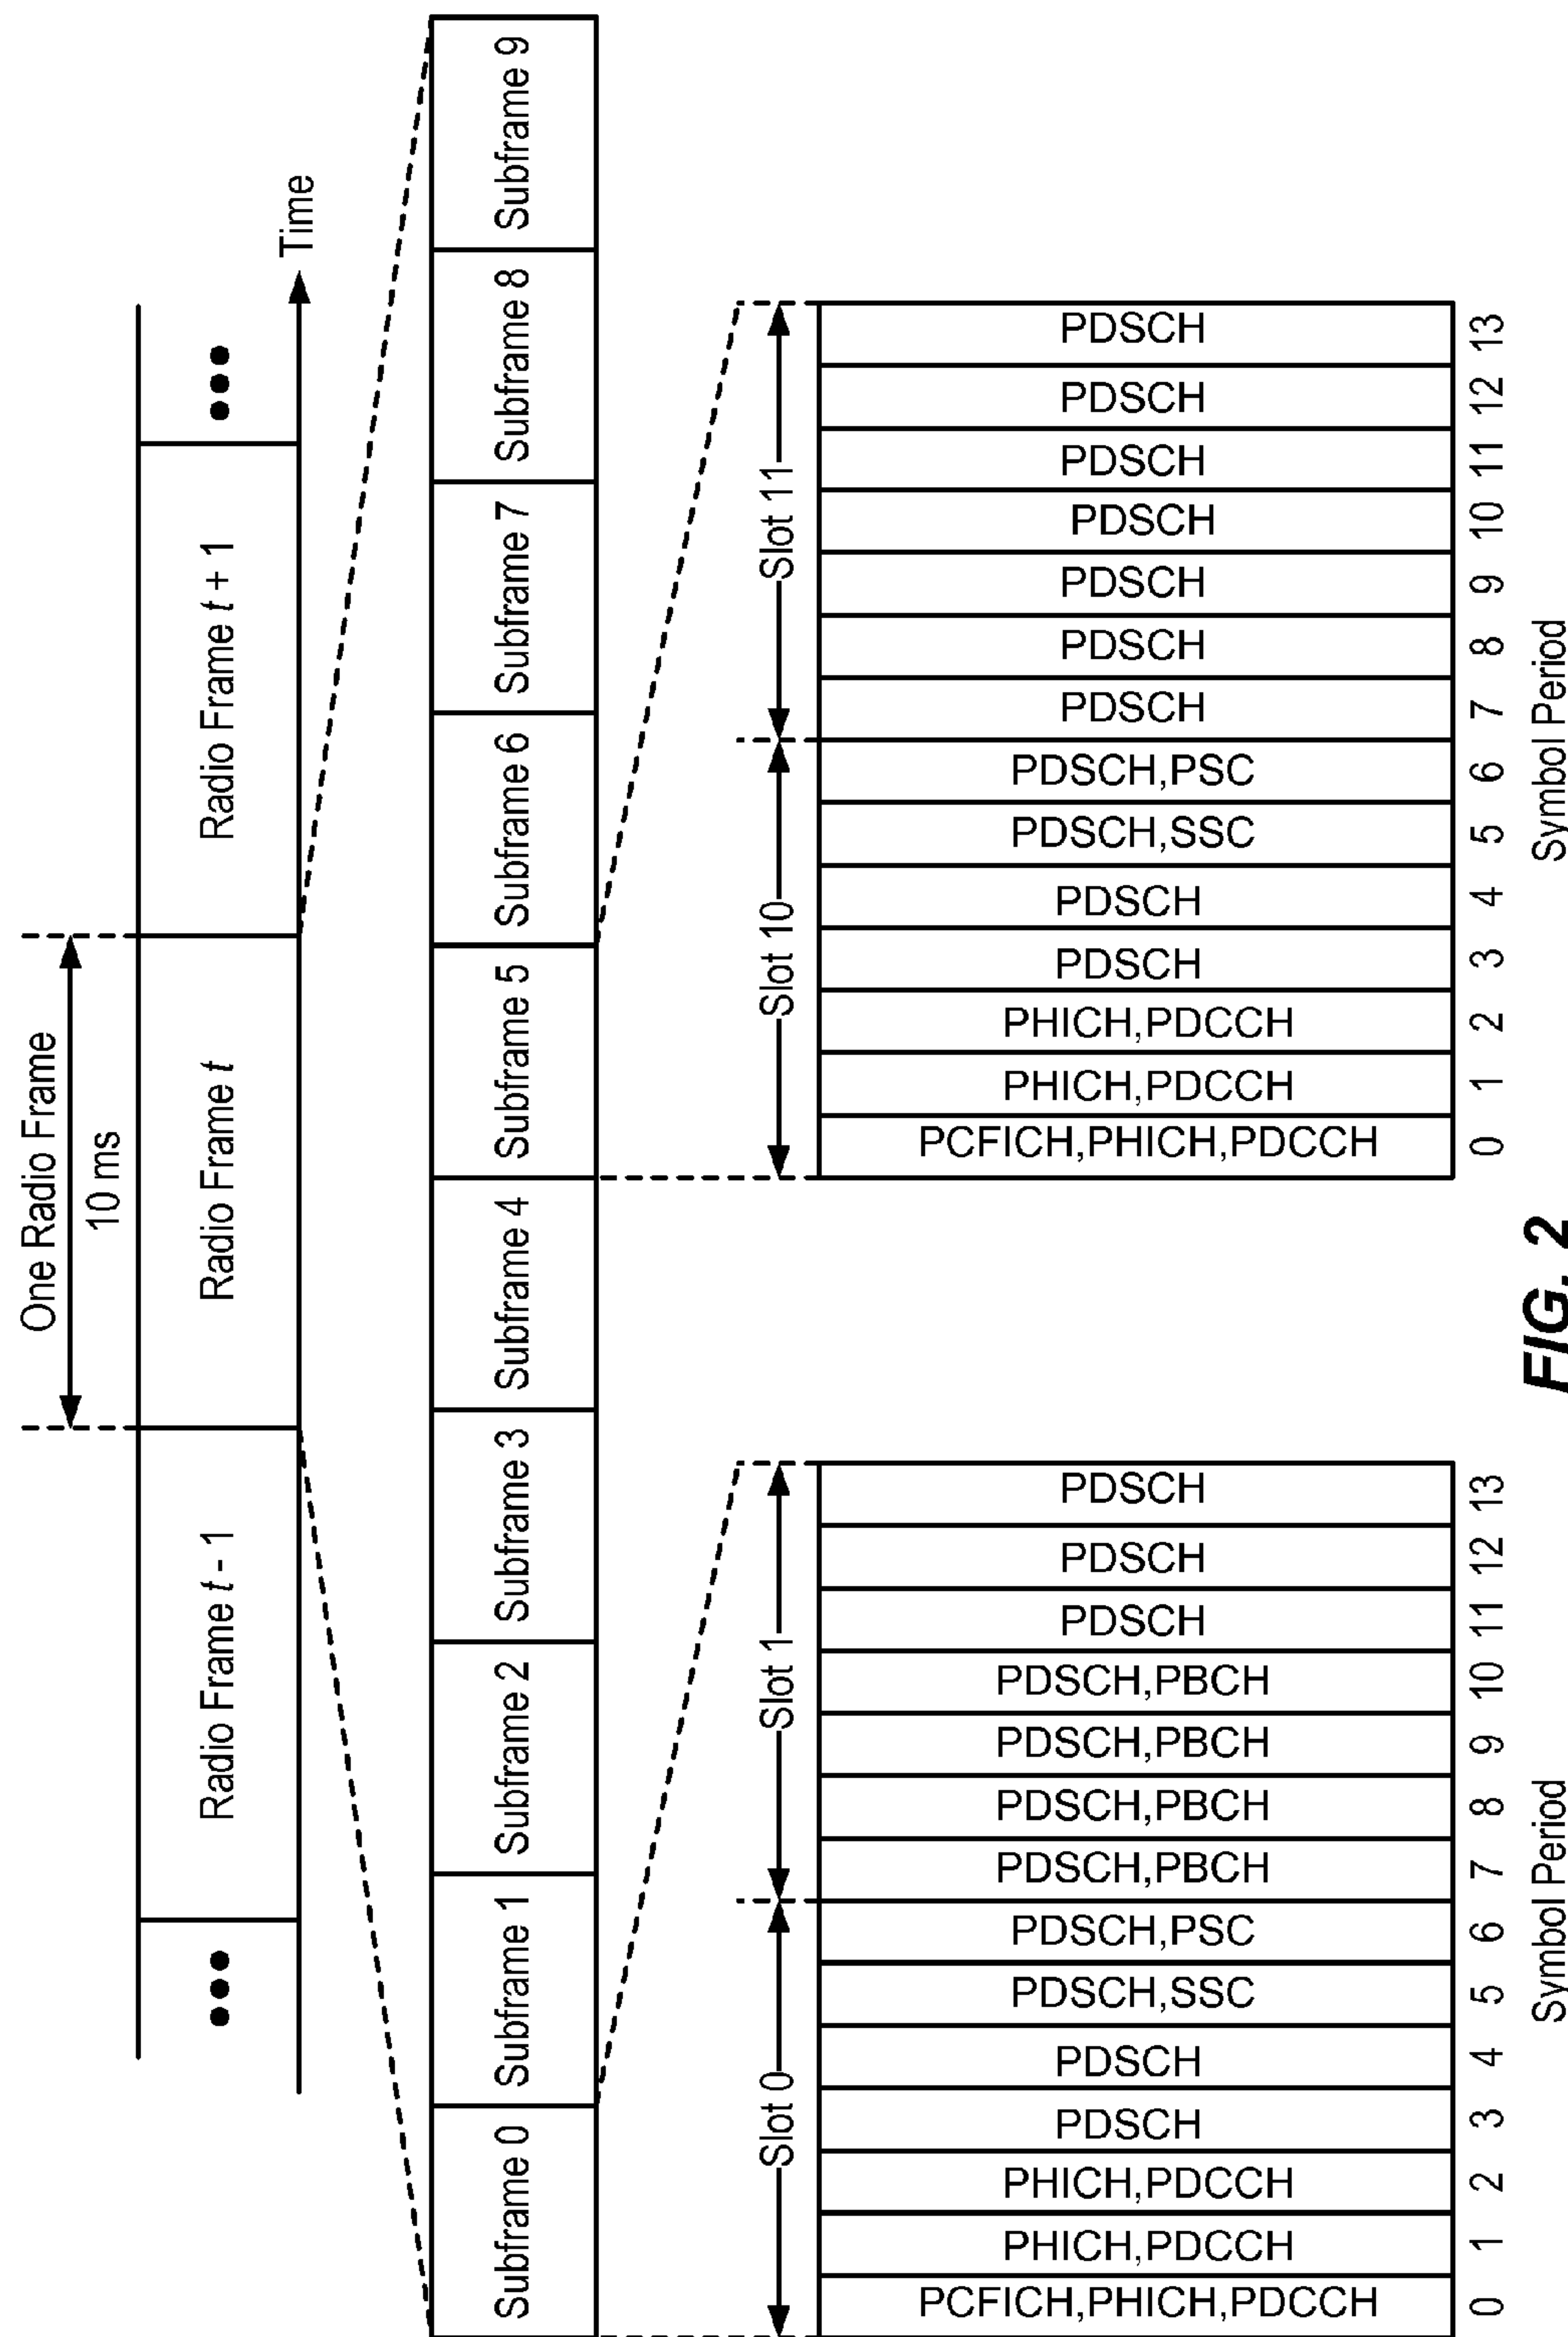 One Radio Frame
10 ms
••• Radio Frame t - 1 Radio Frame t Radio Frame t + 1 •••
Time
Subframe 0 Subframe 1 Subframe 2 Subframe 3 Subframe 4 Subframe 5 Subframe 6 Subframe 7 Subframe 8 Subframe 9
Slot 0 Slot 1
PCFICH,PHICH,PDCCH
PHICH,PDCCH
PHICH,PDCCH
PDSCH
PDSCH
PDSCH,SSC
PDSCH,PSC
PDSCH,PBCH
PDSCH,PBCH
PDSCH,PBCH
PDSCH,PBCH
PDSCH
PDSCH
PDSCH
0 1 2 3 4 5 6 7 8 9 10 11 12 13
Symbol Period
Slot 10 Slot 11
PCFICH,PHICH,PDCCH
PHICH,PDCCH
PHICH,PDCCH
PDSCH
PDSCH
PDSCH,SSC
PDSCH,PSC
PDSCH
PDSCH
PDSCH
PDSCH
PDSCH
PDSCH
PDSCH
0 1 2 3 4 5 6 7 8 9 10 11 12 13
Symbol Period
FIG. 2